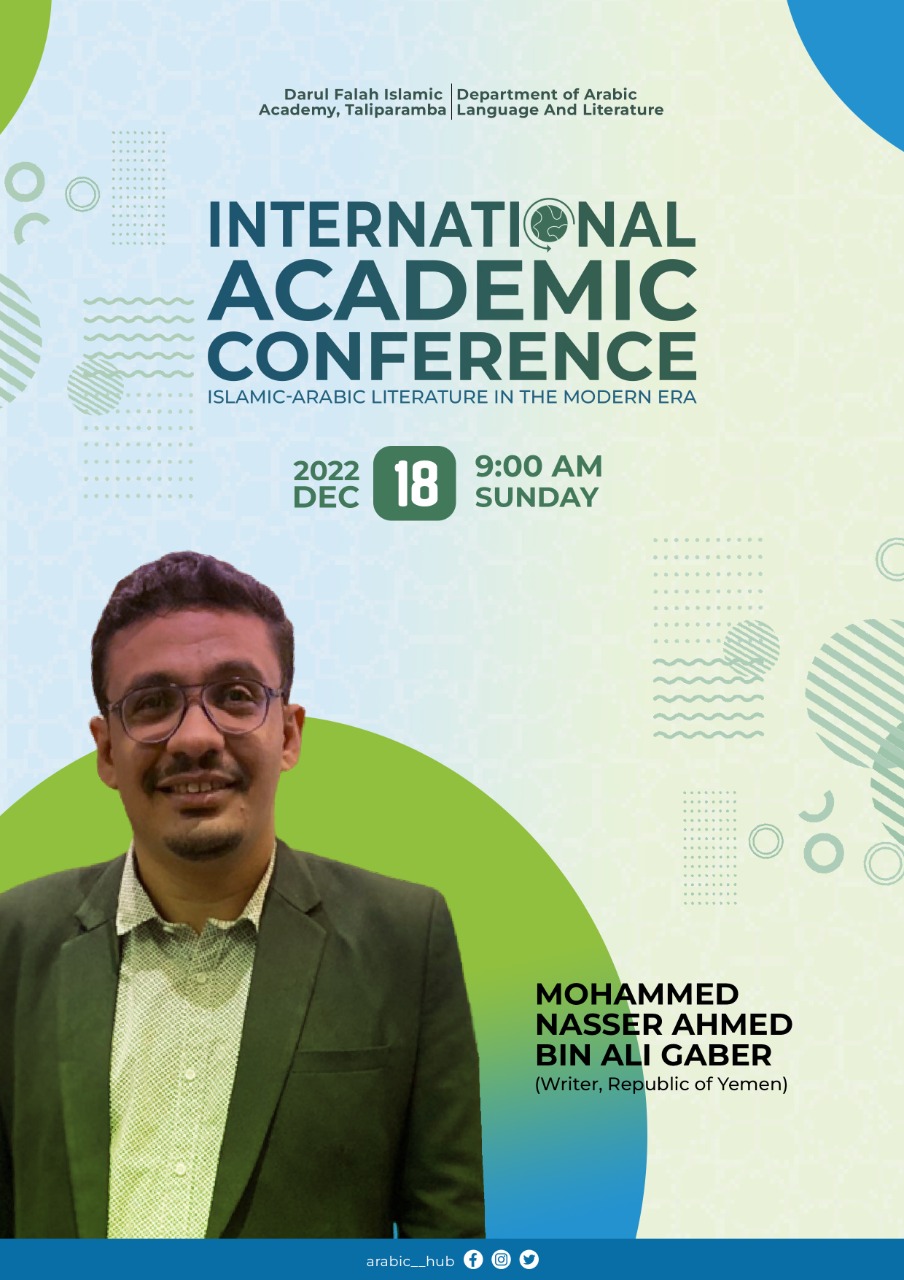 Darul Falah Islamic
Academy, Taliparamba
Department of Arabic
Language And Literature
INTERNATIONAL
ACADEMIC
CONFERENCE
ISLAMIC-ARABIC LITERATURE IN THE MODERN ERA
2022
DEC
18
9:00 AM
SUNDAY
MOHAMMED
NASSER AHMED
BIN ALI GABER
(Writer, Republic of Yemen)
arabic__hub